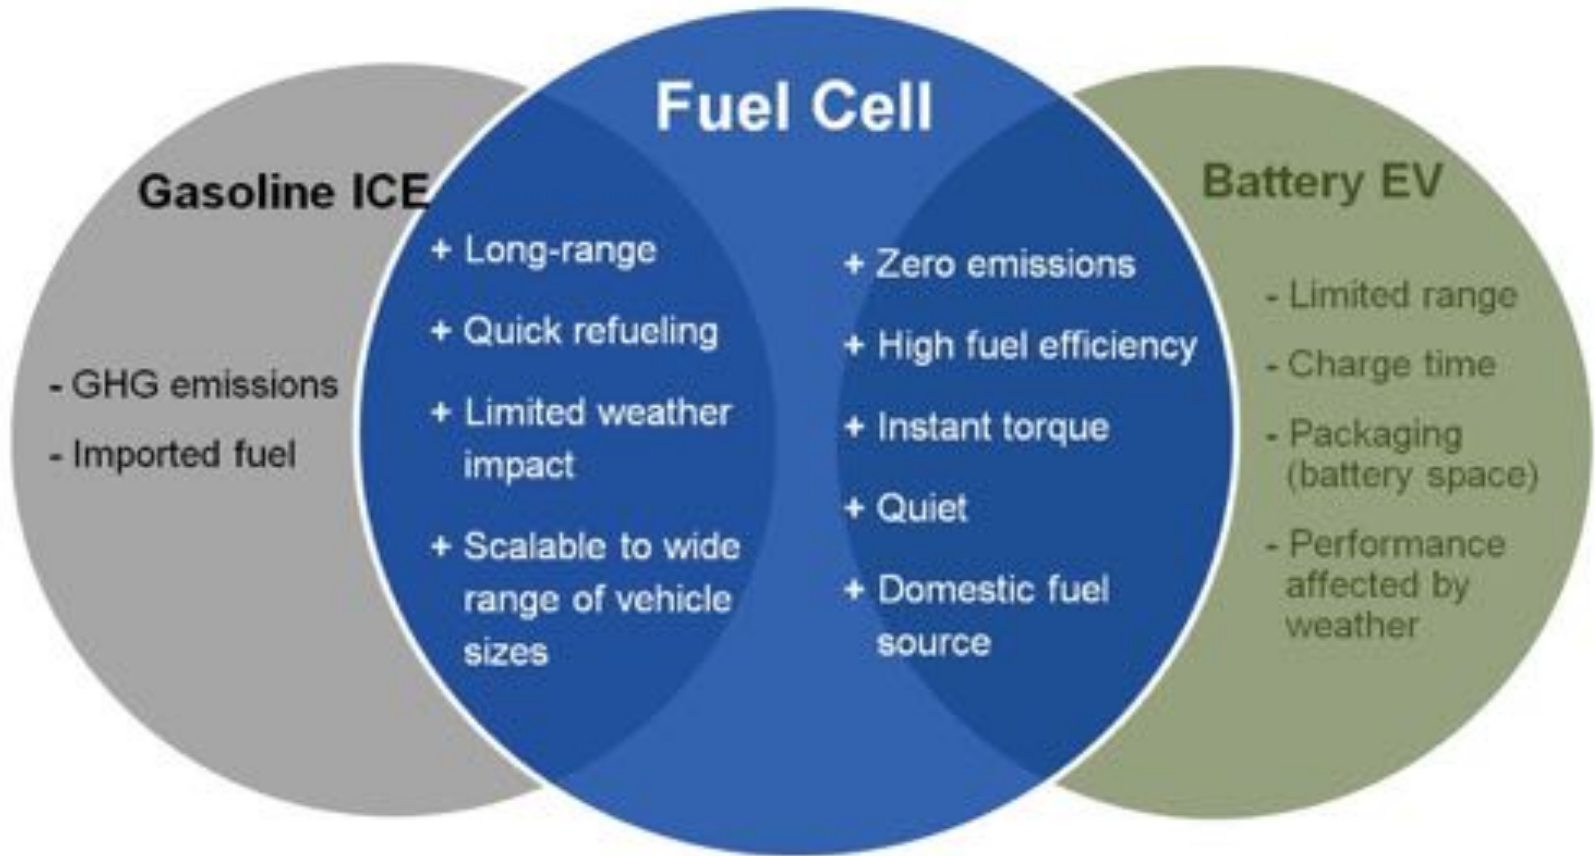 Fuel Cell
Gasoline ICE
- GHG emissions
- Imported fuel
+ Long-range
+ Quick refueling
+ Limited weather
impact
+ Scalable to wide
range of vehicle
sizes
+ Zero emissions
+ High fuel efficiency
+ Instant torque
+ Quiet
+ Domestic fuel
source
Battery EV
- Limited range
- Charge time
- Packaging
(battery space)
- Performance
affected by
weather